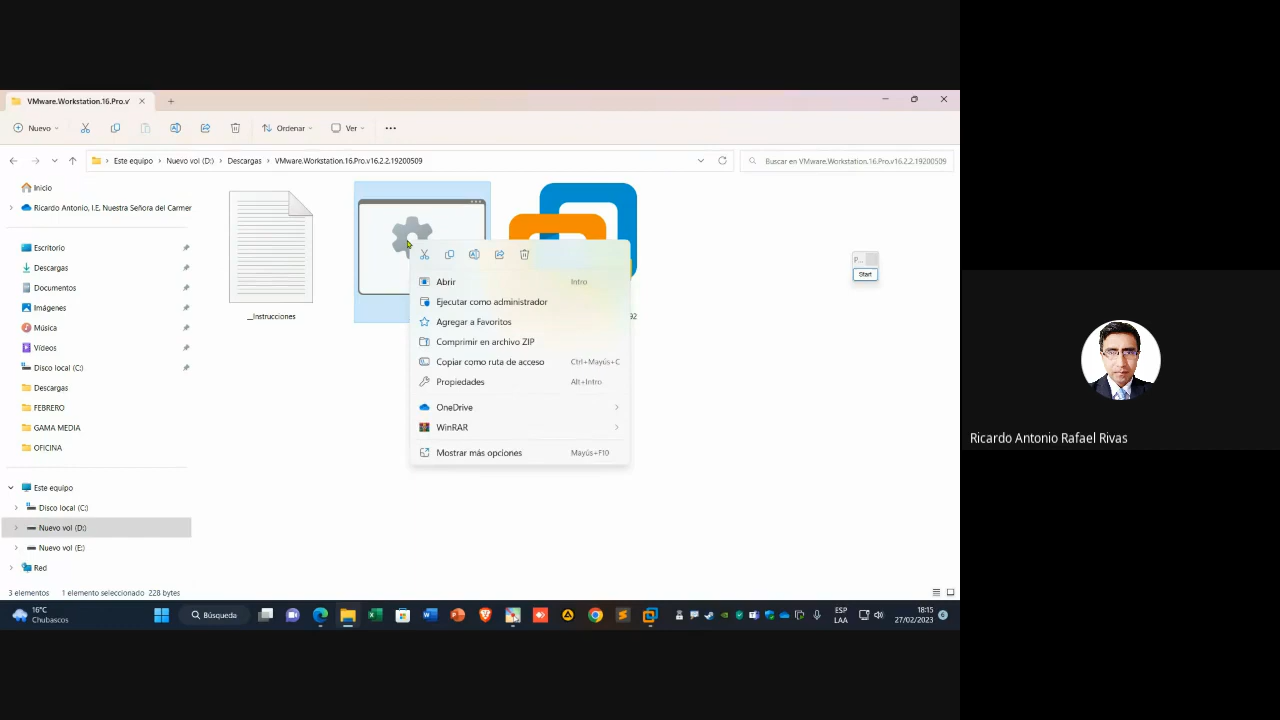 VMware.Workstation.16.Pro.v'
Nuevo
Ordenar
Ver
Este equipo > Nuevo vol (D:) > Descargas > VMware.Workstation.16.Pro.v16.2.2.19200509
Buscar en VMware.Workstation.16.Pro.v16.2.2.19200509
Inicio
Ricardo Antonio, I.E. Nuestra Señora del Carmer
Escritorio
Descargas
Documentos
Imágenes
Música
Vídeos
Disco local (C:)
Descargas
FEBRERO
GAMA MEDIA
OFICINA
Este equipo
Disco local (C:)
Nuevo vol (D:)
Nuevo vol (E:)
Red
__Instrucciones
92
Abrir Intro
Ejecutar como administrador
Agregar a Favoritos
Comprimir en archivo ZIP
Copiar como ruta de acceso Ctrl+Mayús+C
Propiedades Alt+Intro
OneDrive
WinRAR
Mostrar más opciones Mayús+F10
P...
Start
Ricardo Antonio Rafael Rivas
3 elementos 1 elemento seleccionado 228 bytes
16°C
Chubascos
Búsqueda
ESP
LAA
18:15
27/02/2023